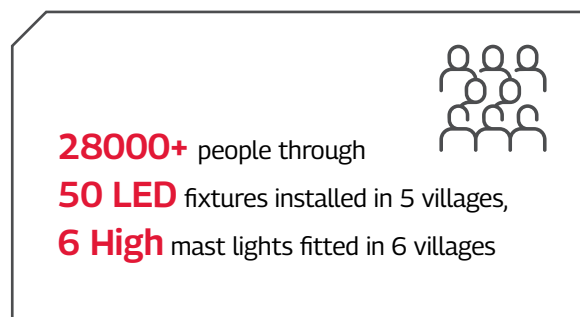 28000+ people through
50 LED fixtures installed in 5 villages,
6 High mast lights fitted in 6 villages